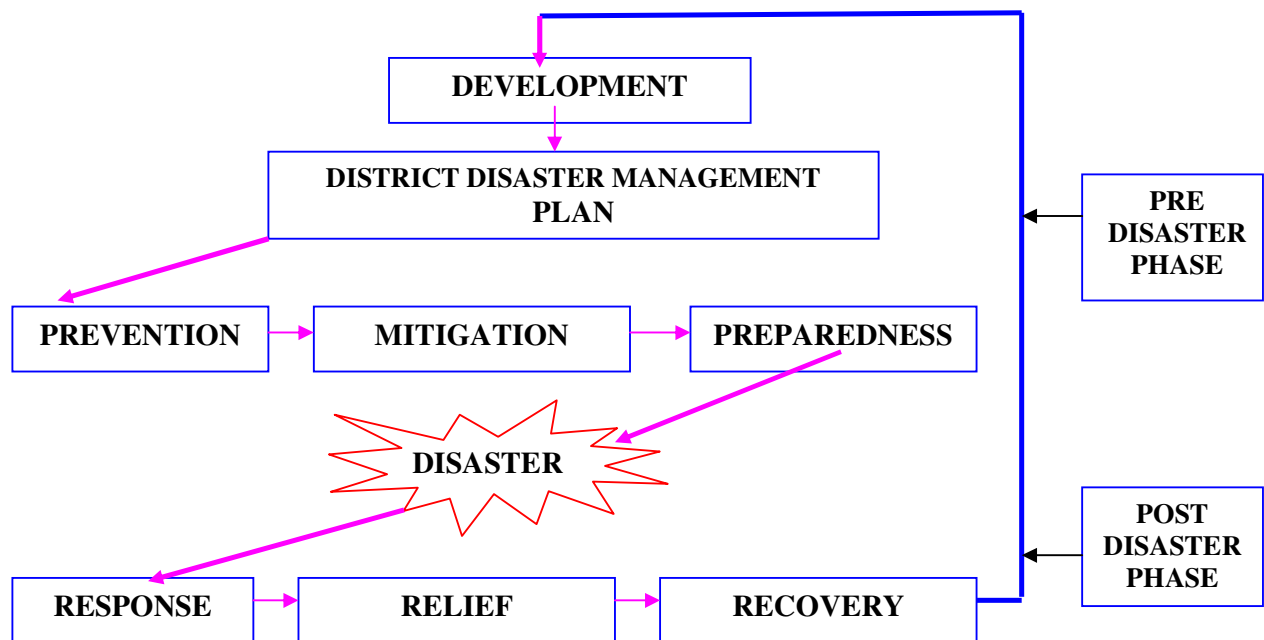 DEVELOPMENT
DISTRICT DISASTER MANAGEMENT
PLAN
PRE
DISASTER
PHASE
PREVENTION
MITIGATION
PREPAREDNESS
DISASTER
POST
DISASTER
PHASE
RESPONSE
RELIEF
RECOVERY